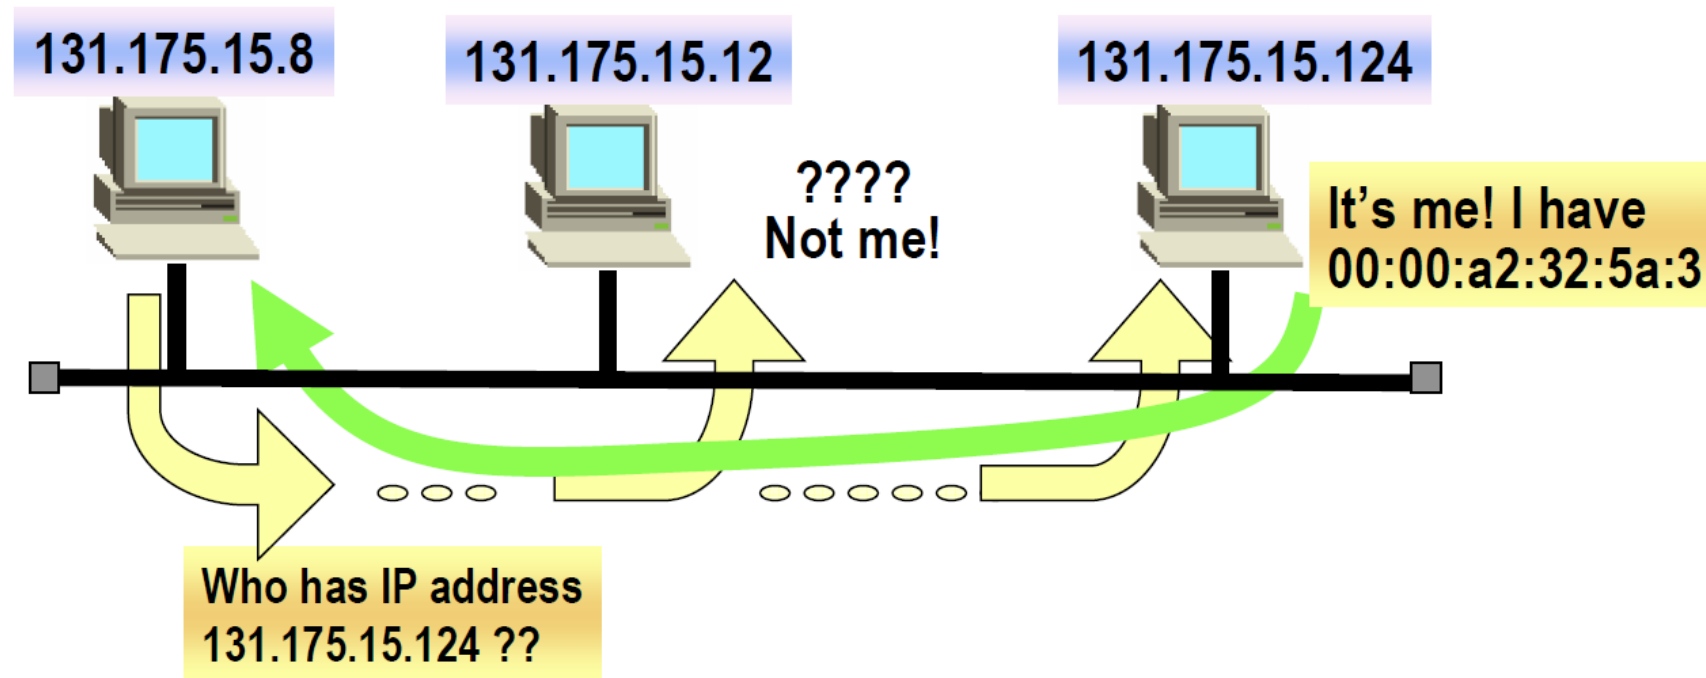 131.175.15.8
131.175.15.12
131.175.15.124
????
Not me!
It's me! I have
00:00:a2:32:5a:3
Who has IP address
131.175.15.124 ??